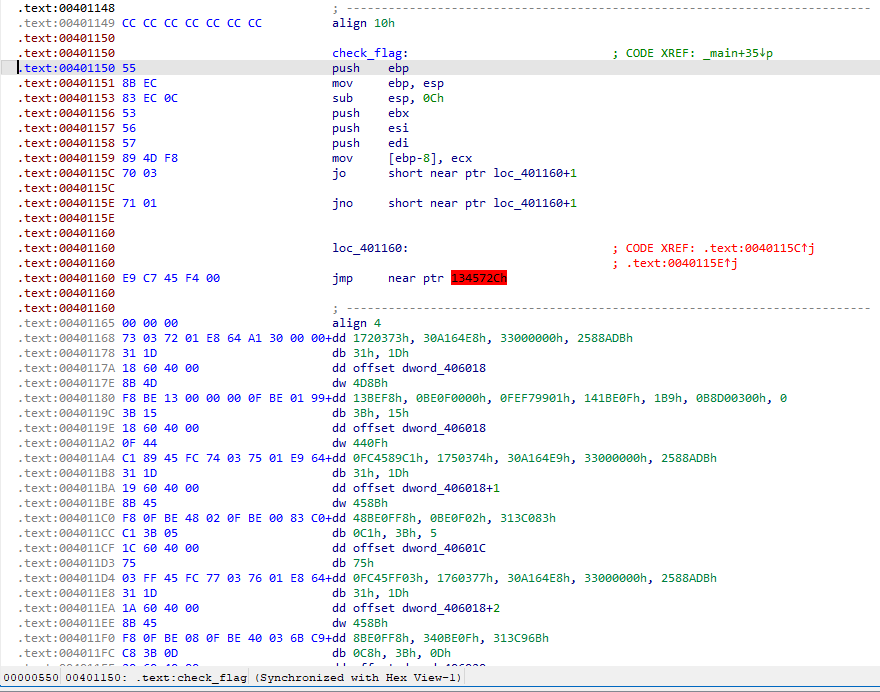 .text:00401148 ; ---------------------------------------------------------------------------
.text:00401149 CC CC CC CC CC CC CC align 10h
.text:00401150
.text:00401150 check_flag: ; CODE XREF: _main+35↓p
.text:00401150 55 push ebp
.text:00401151 8B EC mov ebp, esp
.text:00401153 83 EC 0C sub esp, 0Ch
.text:00401156 53 push ebx
.text:00401157 56 push esi
.text:00401158 57 push edi
.text:00401159 89 4D F8 mov [ebp-8], ecx
.text:0040115C 70 03 jo short near ptr loc_401160+1
.text:0040115C
.text:0040115E 71 01 jno short near ptr loc_401160+1
.text:0040115E
.text:00401160
.text:00401160 loc_401160: ; CODE XREF: .text:0040115C↑j
.text:00401160 ; .text:0040115E↑j
.text:00401160 E9 C7 45 F4 00 jmp near ptr 134572Ch
.text:00401160
.text:00401160 ; ---------------------------------------------------------------------------
.text:00401165 00 00 00 align 4
.text:00401168 73 03 72 01 E8 64 A1 30 00 00+dd 1720373h, 30A164E8h, 33000000h, 2588ADBh
.text:00401178 31 1D db 31h, 1Dh
.text:0040117A 18 60 40 00 dd offset dword_406018
.text:0040117E 8B 4D dw 4D8Bh
.text:00401180 F8 BE 13 00 00 00 0F BE 01 99+dd 13BEF8h, 0BE0F0000h, 0FEF79901h, 141BE0Fh, 1B9h, 0B8D00300h, 0
.text:0040119C 3B 15 db 3Bh, 15h
.text:0040119E 18 60 40 00 dd offset dword_406018
.text:004011A2 0F 44 dw 440Fh
.text:004011A4 C1 89 45 FC 74 03 75 01 E9 64+dd 0FC4589C1h, 1750374h, 30A164E9h, 33000000h, 2588ADBh
.text:004011B8 31 1D db 31h, 1Dh
.text:004011BA 19 60 40 00 dd offset dword_406018+1
.text:004011BE 8B 45 dw 458Bh
.text:004011C0 F8 0F BE 48 02 0F BE 00 83 C0+dd 48BE0FF8h, 0BE0F02h, 313C083h
.text:004011CC C1 3B 05 db 0C1h, 3Bh, 5
.text:004011CF 1C 60 40 00 dd offset dword_40601C
.text:004011D3 75 db 75h
.text:004011D4 03 FF 45 FC 77 03 76 01 E8 64+dd 0FC45FF03h, 1760377h, 30A164E8h, 33000000h, 2588ADBh
.text:004011E8 31 1D db 31h, 1Dh
.text:004011EA 1A 60 40 00 dd offset dword_406018+2
.text:004011EE 8B 45 dw 458Bh
.text:004011F0 F8 0F BE 08 0F BE 40 03 6B C9+dd 8BE0FF8h, 340BE0Fh, 313C96Bh
.text:004011FC C8 3B 0D db 0C8h, 3Bh, 0Dh
00000550 00401150: .text:check_flag (Synchronized with Hex View-1)